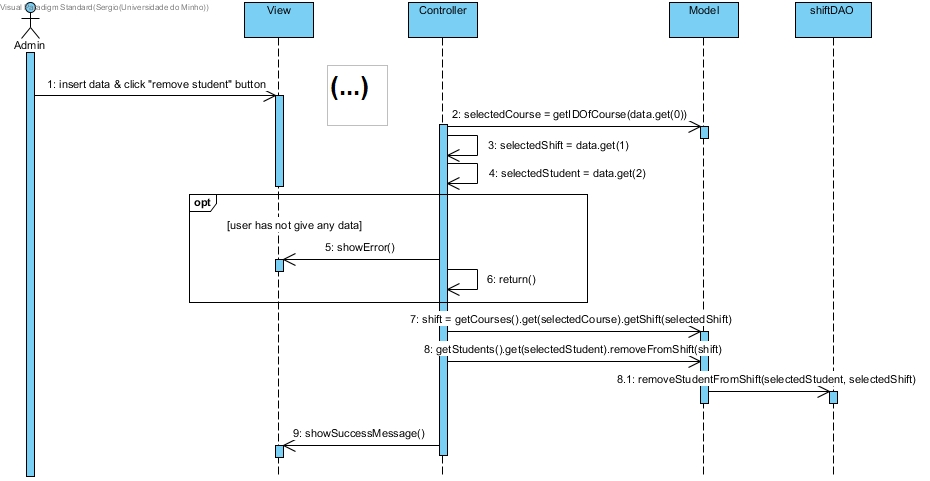 Visual Paradigm Standard(Sergio(Universidade do Minho))
View
Controller
Model
shiftDAO
Admin
1: insert data & click "remove student" button
(...)
2: selectedCourse = getIDOfCourse(data.get(0))
3: selectedShift = data.get(1)
4: selectedStudent = data.get(2)
opt
[user has not give any data]
5: showError()
6: return()
7: shift = getCourses().get(selectedCourse).getShift(selectedShift)
8: getStudents().get(selectedStudent).removeFromShift(shift)
8.1: removeStudentFromShift(selectedStudent, selectedShift)
9: showSuccessMessage()